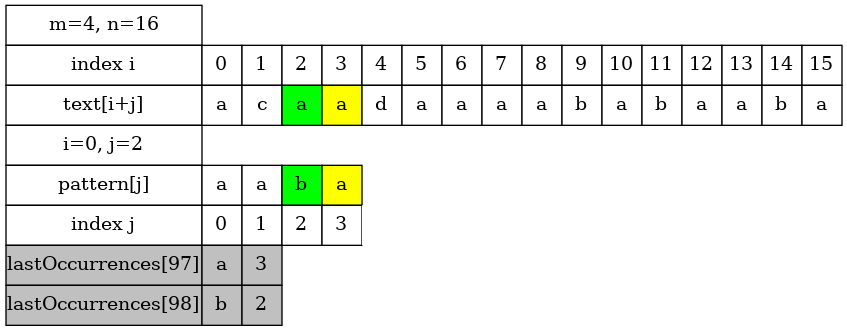 m=4, n=16
index i 0 1 2 3 4 5 6 7 8 9 10 11 12 13 14 15
text[i+j] a c a a d a a a a b a b a a b a
i=0, j=2
pattern[j] a a b a
index j 0 1 2 3
lastOccurrences[97] a 3
lastOccurrences[98] b 2